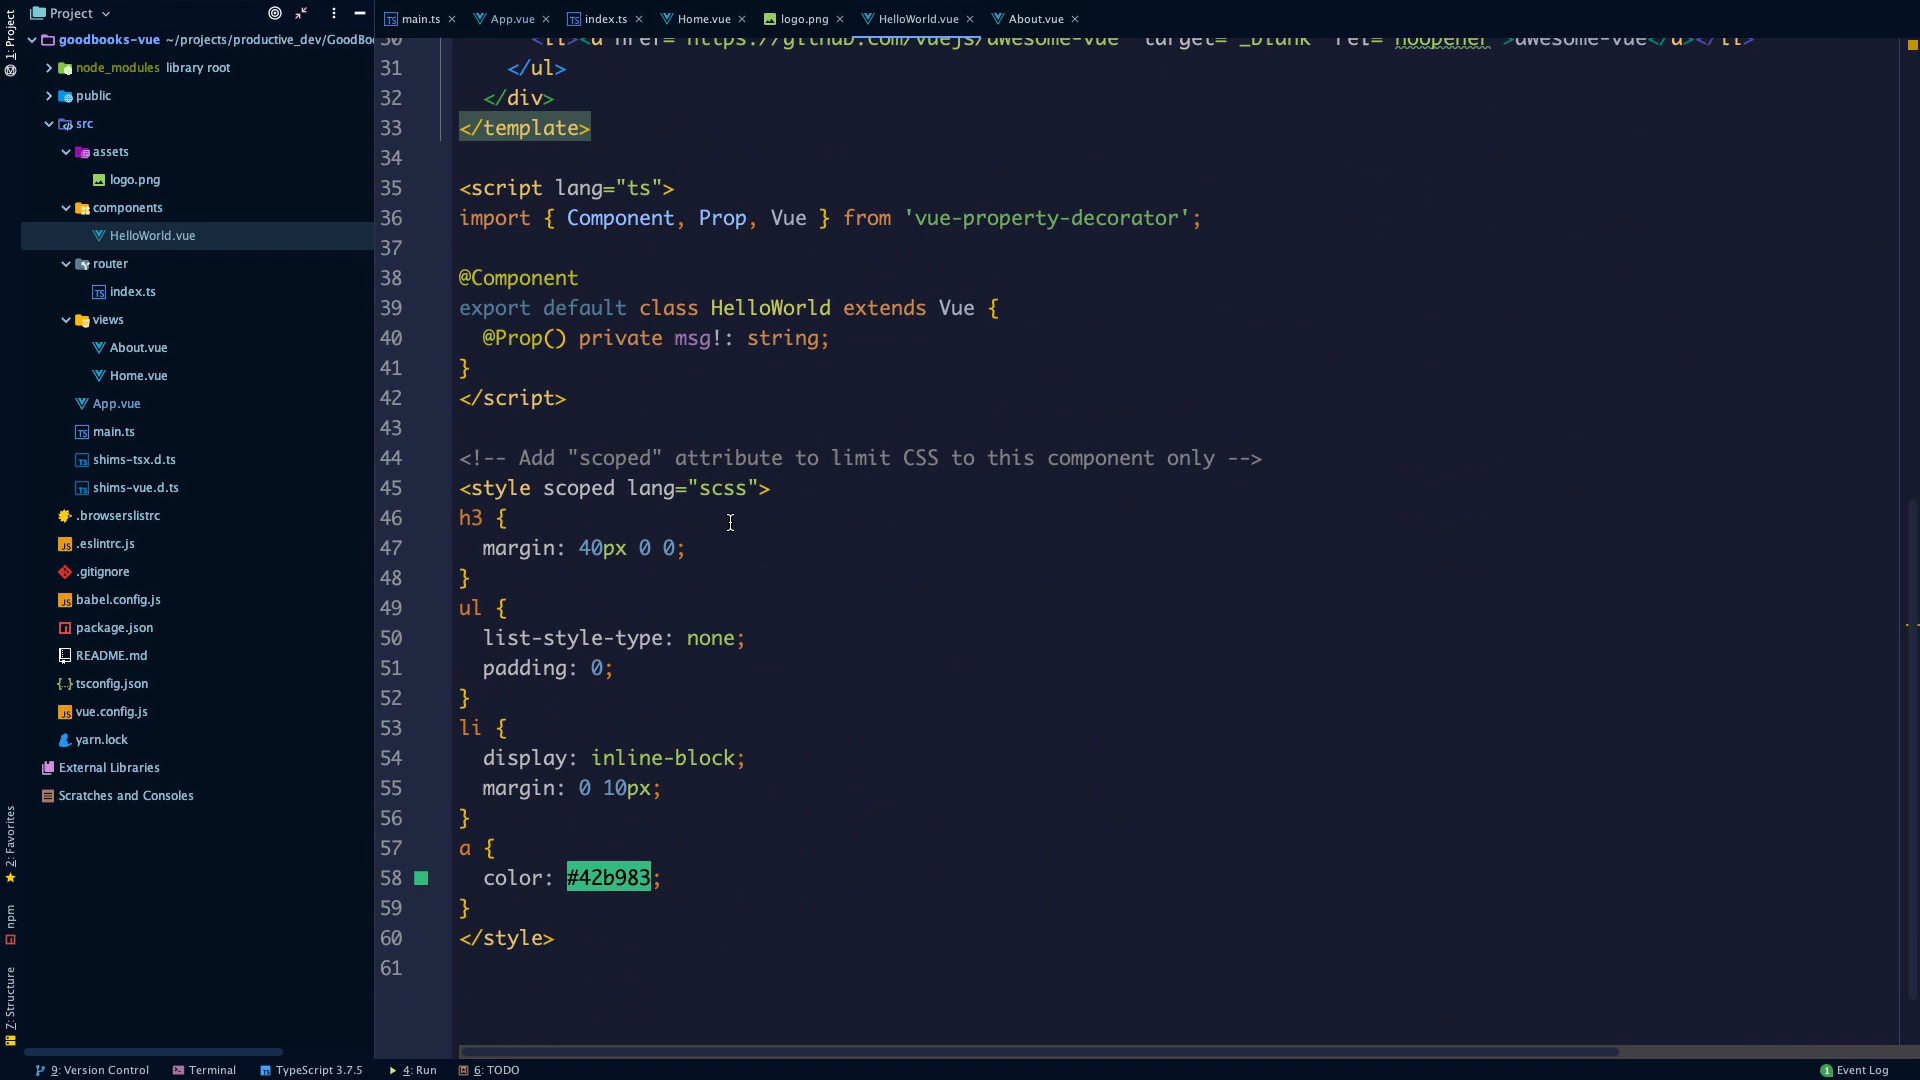 Project
main.ts
App.vue
index.ts
Home.vue
logo.png
HelloWorld.vue
About.vue
1: Project
goodbooks-vue ~/projects/productive_dev/GoodBo
node_modules library root
public
src
assets
logo.png
components
HelloWorld.vue
router
index.ts
views
About.vue
Home.vue
App.vue
main.ts
shims-tsx.d.ts
shims-vue.d.ts
.browserslistrc
.eslintrc.js
.gitignore
babel.config.js
package.json
README.md
tsconfig.json
vue.config.js
yarn.lock
External Libraries
Scratches and Consoles
2: Favorites
npm
Z: Structure
30 <li><a href="https://github.com/vuejs/awesome-vue" target="_blank" rel="noopener">awesome-vue</a></li>
31 </ul>
32 </div>
33 </template>
34
35 <script lang="ts">
36 import { Component, Prop, Vue } from 'vue-property-decorator';
37
38 @Component
39 export default class HelloWorld extends Vue {
40 @Prop() private msg!: string;
41 }
42 </script>
43
44 <!-- Add "scoped" attribute to limit CSS to this component only -->
45 <style scoped lang="scss">
46 h3 {
47 margin: 40px 0 0;
48 }
49 ul {
50 list-style-type: none;
51 padding: 0;
52 }
53 li {
54 display: inline-block;
55 margin: 0 10px;
56 }
57 a {
58 color: #42b983;
59 }
60 </style>
61
9: Version Control
Terminal
TypeScript 3.7.5
4: Run
6: TODO
1 Event Log